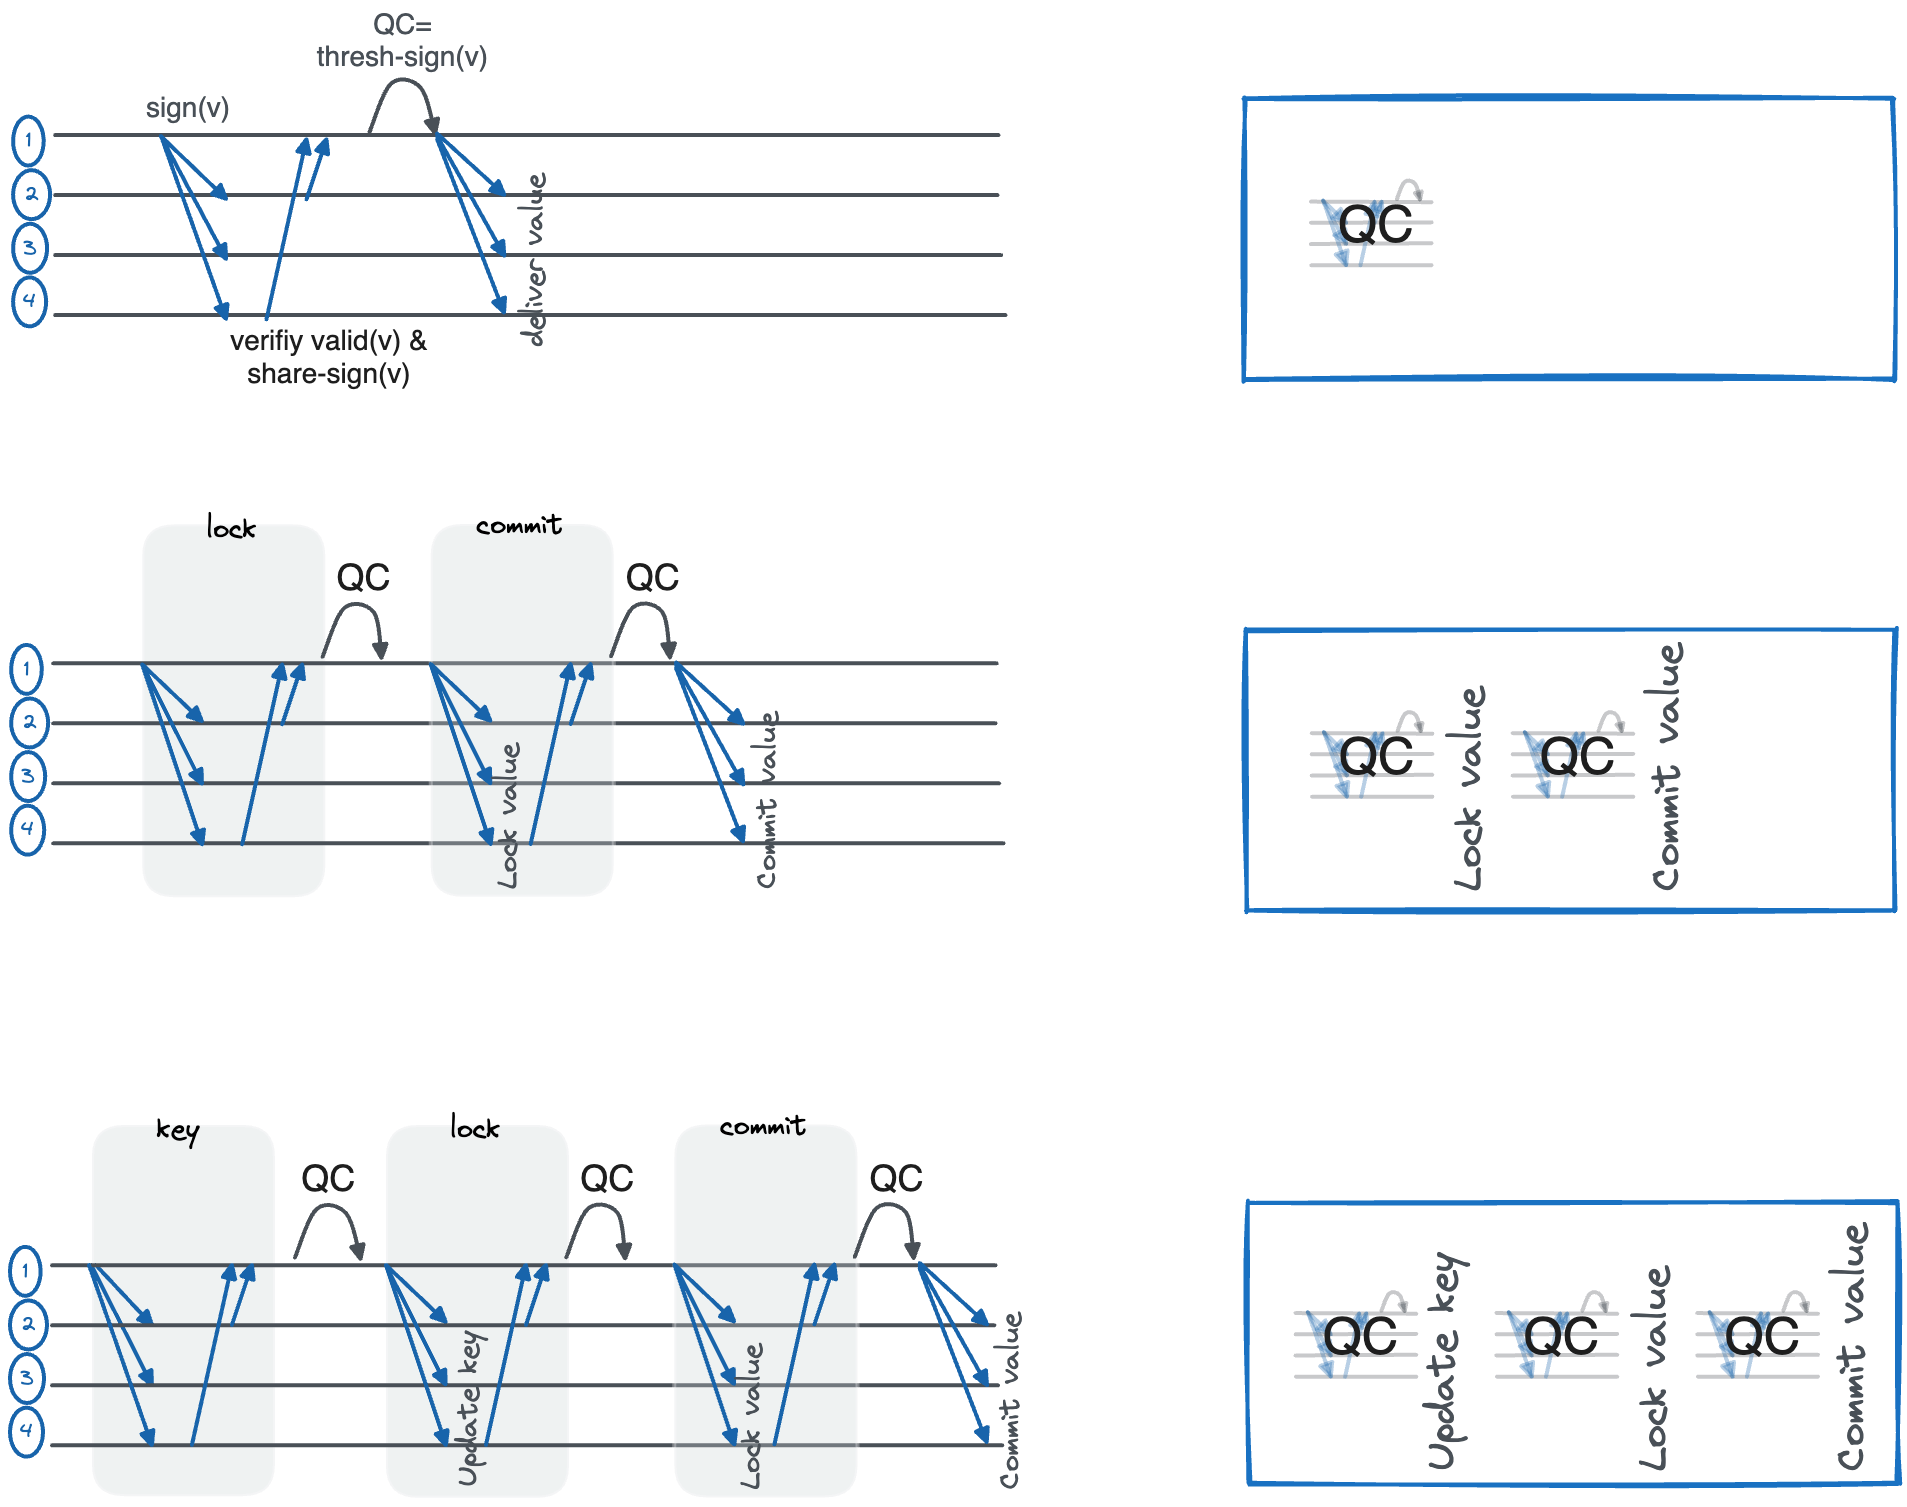 QC=
thresh-sign(v)
sign(v)
1
2
3
4
deliver value
verifiy valid(v) &
share-sign(v)
QC
lock
commit
QC
QC
1
2
3
4
Lock value
Commit value
QC
Lock value
QC
Commit value
key
lock
commit
QC
QC
QC
1
2
3
4
Update key
Lock value
Commit value
QC
Update key
QC
Lock value
QC
Commit value